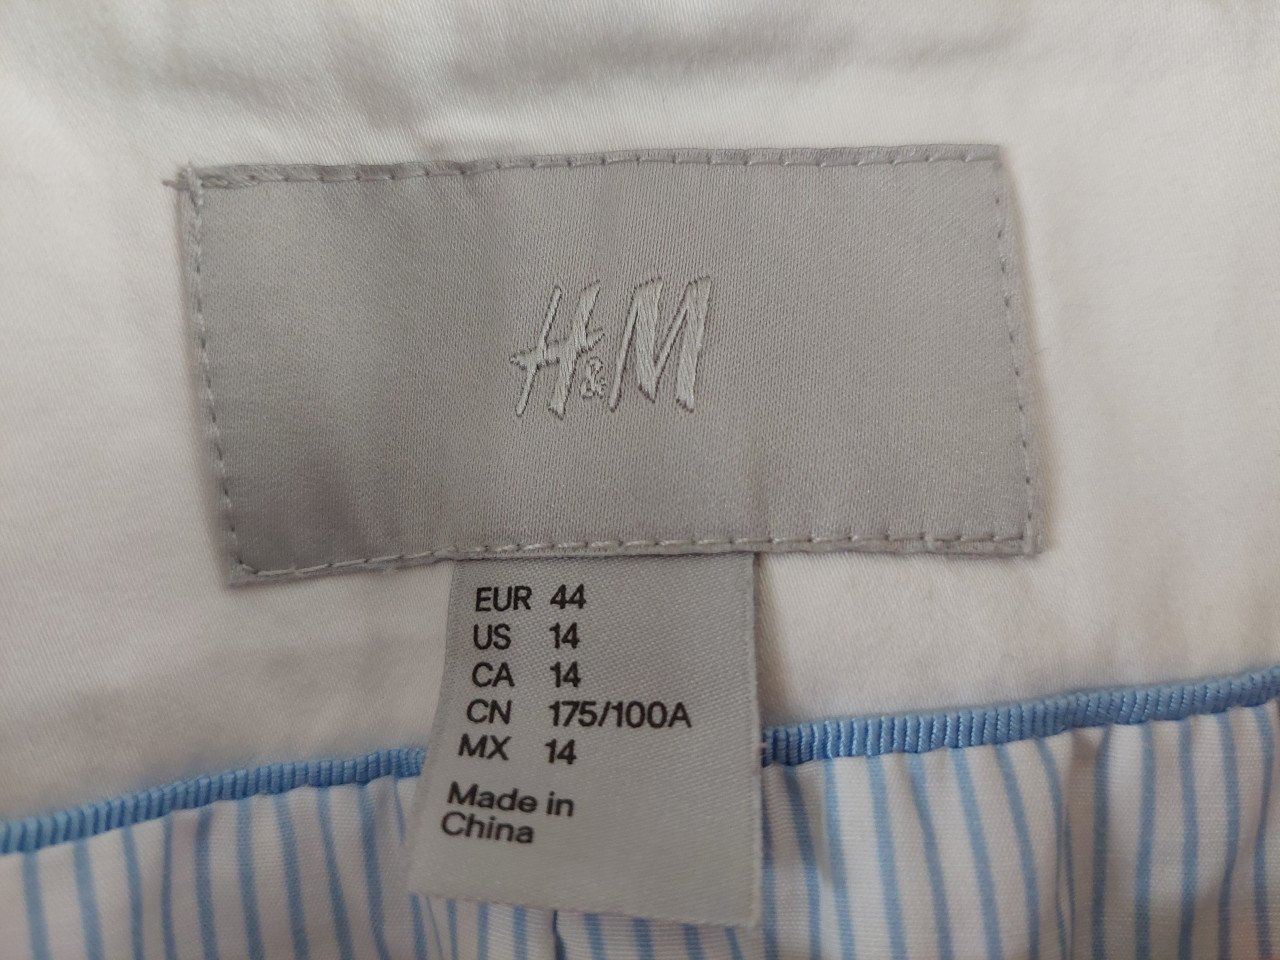 H&M
EUR 44
US 14
CA 14
CN 175/100A
MX 14
Made in
China